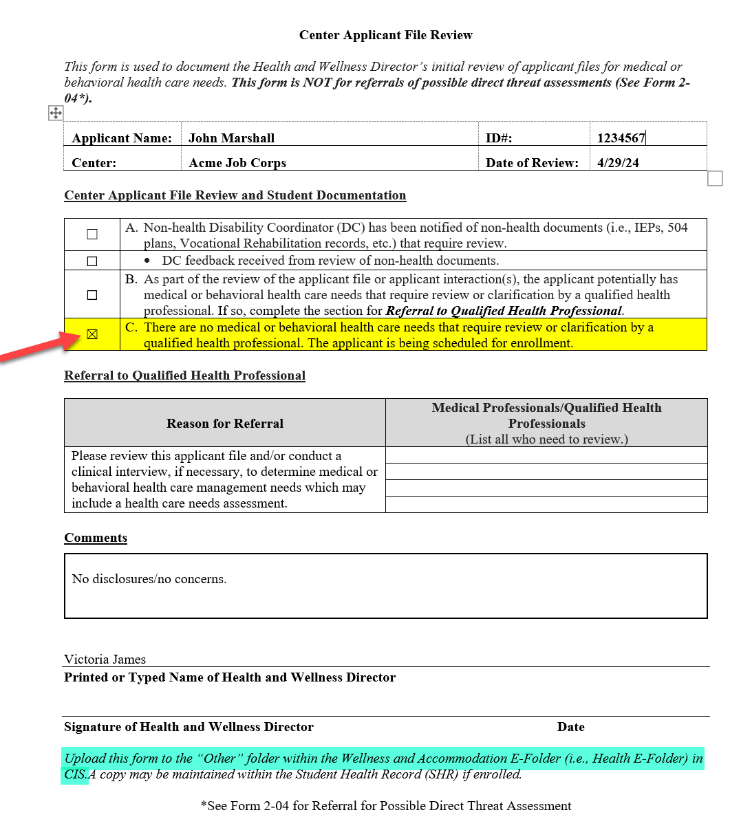 Center Applicant File Review
This form is used to document the Health and Wellness Director's initial review of applicant files for medical or
behavioral health care needs. This form is NOT for referrals of possible direct threat assessments (See Form 2-
04*).
Applicant Name: John Marshall ID#: 1234567
Center: Acme Job Corps Date of Review: 4/29/24
Center Applicant File Review and Student Documentation
☐ A. Non-health Disability Coordinator (DC) has been notified of non-health documents (i.e., IEPs, 504
plans, Vocational Rehabilitation records, etc.) that require review.
☐ • DC feedback received from review of non-health documents.
B. As part of the review of the applicant file or applicant interaction(s), the applicant potentially has
☐ medical or behavioral health care needs that require review or clarification by a qualified health
professional. If so, complete the section for Referral to Qualified Health Professional.
☒ C. There are no medical or behavioral health care needs that require review or clarification by a
qualified health professional. The applicant is being scheduled for enrollment.
Referral to Qualified Health Professional
Reason for Referral
Medical Professionals/Qualified Health
Professionals
(List all who need to review.)
Please review this applicant file and/or conduct a
clinical interview, if necessary, to determine medical or
behavioral health care management needs which may
include a health care needs assessment.
Comments
No disclosures/no concerns.
Victoria James
Printed or Typed Name of Health and Wellness Director
Signature of Health and Wellness Director Date
Upload this form to the "Other" folder within the Wellness and Accommodation E-Folder (i.e., Health E-Folder) in
CIS.A copy may be maintained within the Student Health Record (SHR) if enrolled.
*See Form 2-04 for Referral for Possible Direct Threat Assessment